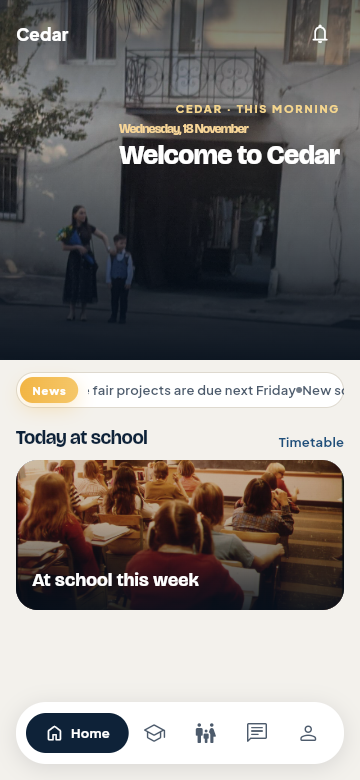 Cedar
CEDAR · THIS MORNING
Wednesday, 18 November
Welcome to Cedar
News
fair projects are due next Friday•New
Today at school
Timetable
At school this week
Home